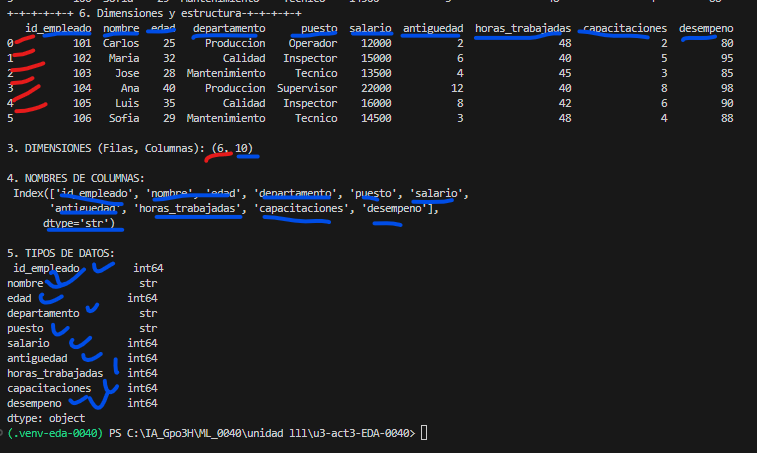 +-+-+-+-+-+ 6. Dimensiones y estructura-+-+-+-+-+
id_empleado nombre edad departamento puesto salario antiguedad horas_trabajadas capacitaciones desempeno
0 101 Carlos 25 Produccion Operador 12000 2 48 2 80
1 102 Maria 32 Calidad Inspector 15000 6 40 5 95
2 103 Jose 28 Mantenimiento Tecnico 13500 4 45 3 85
3 104 Ana 40 Produccion Supervisor 22000 12 40 8 98
4 105 Luis 35 Calidad Inspector 16000 8 42 6 90
5 106 Sofia 29 Mantenimiento Tecnico 14500 3 48 4 88
3. DIMENSIONES (Filas, Columnas): (6, 10)
4. NOMBRES DE COLUMNAS:
Index(['id_empleado', 'nombre', 'edad', 'departamento', 'puesto', 'salario',
'antiguedad', 'horas_trabajadas', 'capacitaciones', 'desempeno'],
dtype='str')
5. TIPOS DE DATOS:
id_empleado int64
nombre str
edad int64
departamento str
puesto str
salario int64
antiguedad int64
horas_trabajadas int64
capacitaciones int64
desempeno int64
dtype: object
(.venv-eda-0040) PS C:\IA_Gpo3H\ML_0040\unidad lll\u3-act3-EDA-0040>